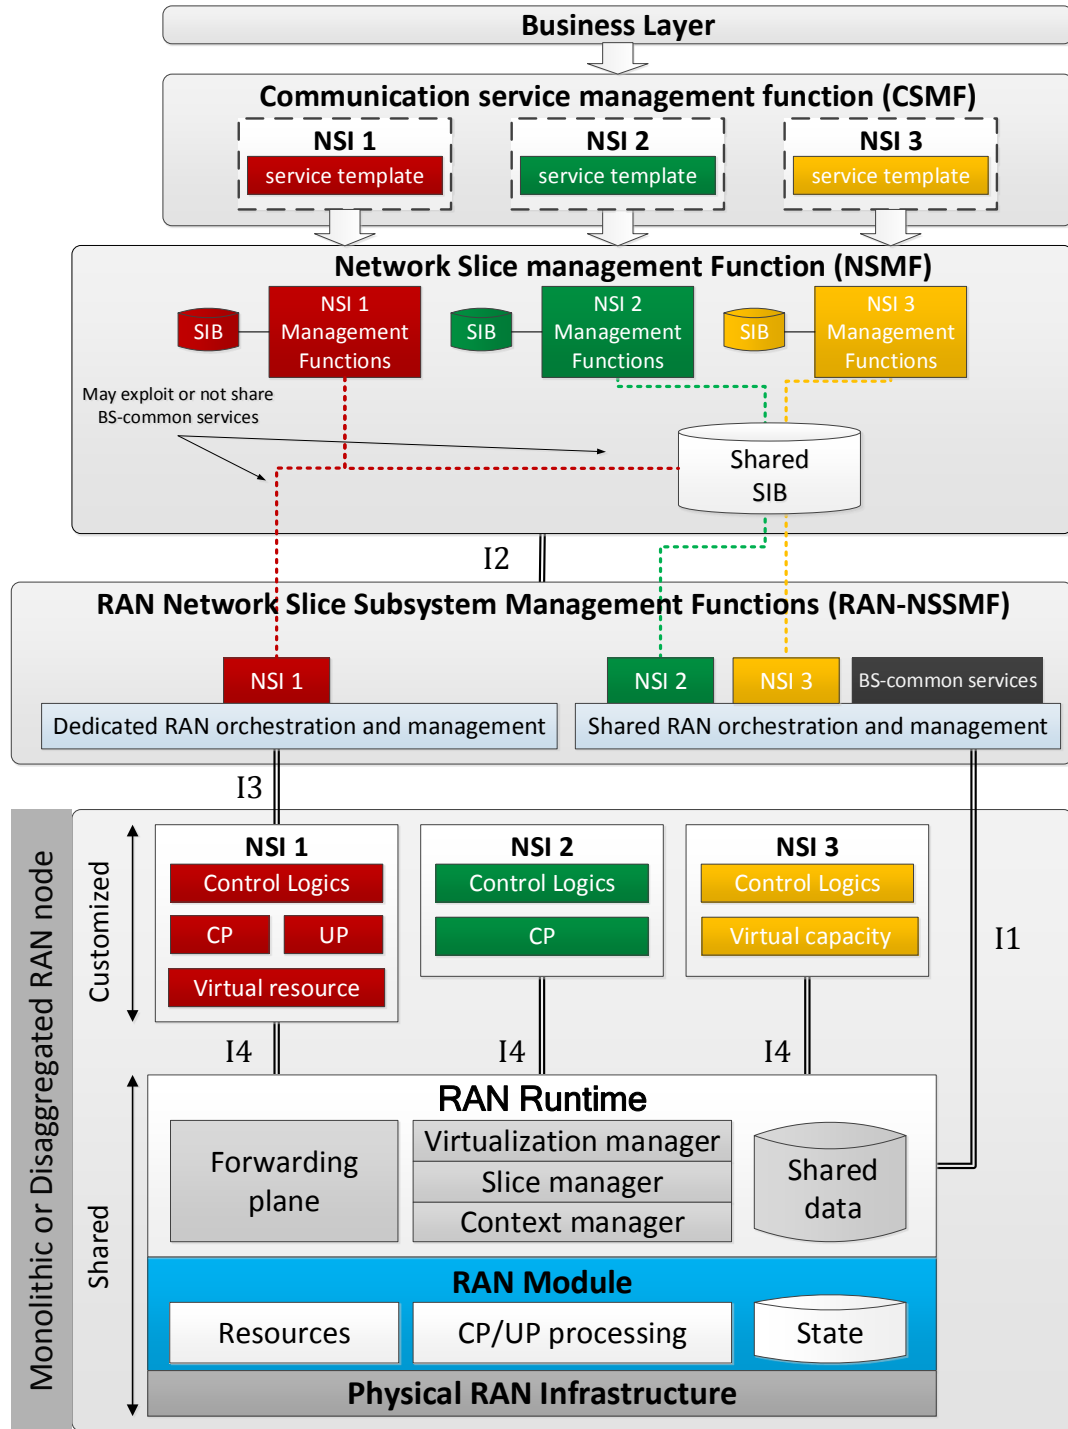 Business Layer
Communication service management function (CSMF)
NSI 1
service template
NSI 2
service template
NSI 3
service template
Network Slice management Function (NSMF)
SIB
NSI 1
Management
Functions
SIB
NSI 2
Management
Functions
SIB
NSI 3
Management
Functions
May exploit or not share
BS-common services
Shared
SIB
I2
RAN Network Slice Subsystem Management Functions (RAN-NSSMF)
NSI 1
Dedicated RAN orchestration and management
NSI 2
NSI 3
BS-common services
Shared RAN orchestration and management
I3
I1
Monolithic or Disaggregated RAN node
Customized
NSI 1
Control Logics
CP
UP
Virtual resource
NSI 2
Control Logics
CP
NSI 3
Control Logics
Virtual capacity
I4
I4
I4
Shared
RAN Runtime
Forwarding
plane
Virtualization manager
Slice manager
Context manager
Shared
data
RAN Module
Resources
CP/UP processing
State
Physical RAN Infrastructure